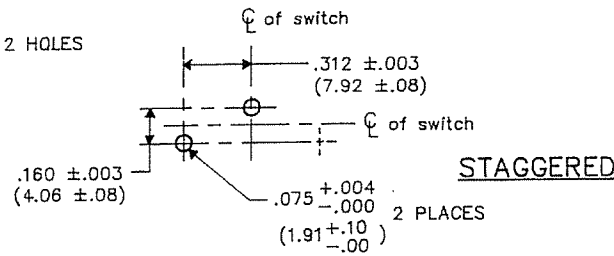 ℄ of switch
2 HOLES
.312 ±.003
(7.92 ±.08)
℄ of switch
.160 ±.003
(4.06 ±.08)
STAGGERED
.075 +.004 -.000 2 PLACES
(1.91 +.10 -.00 )